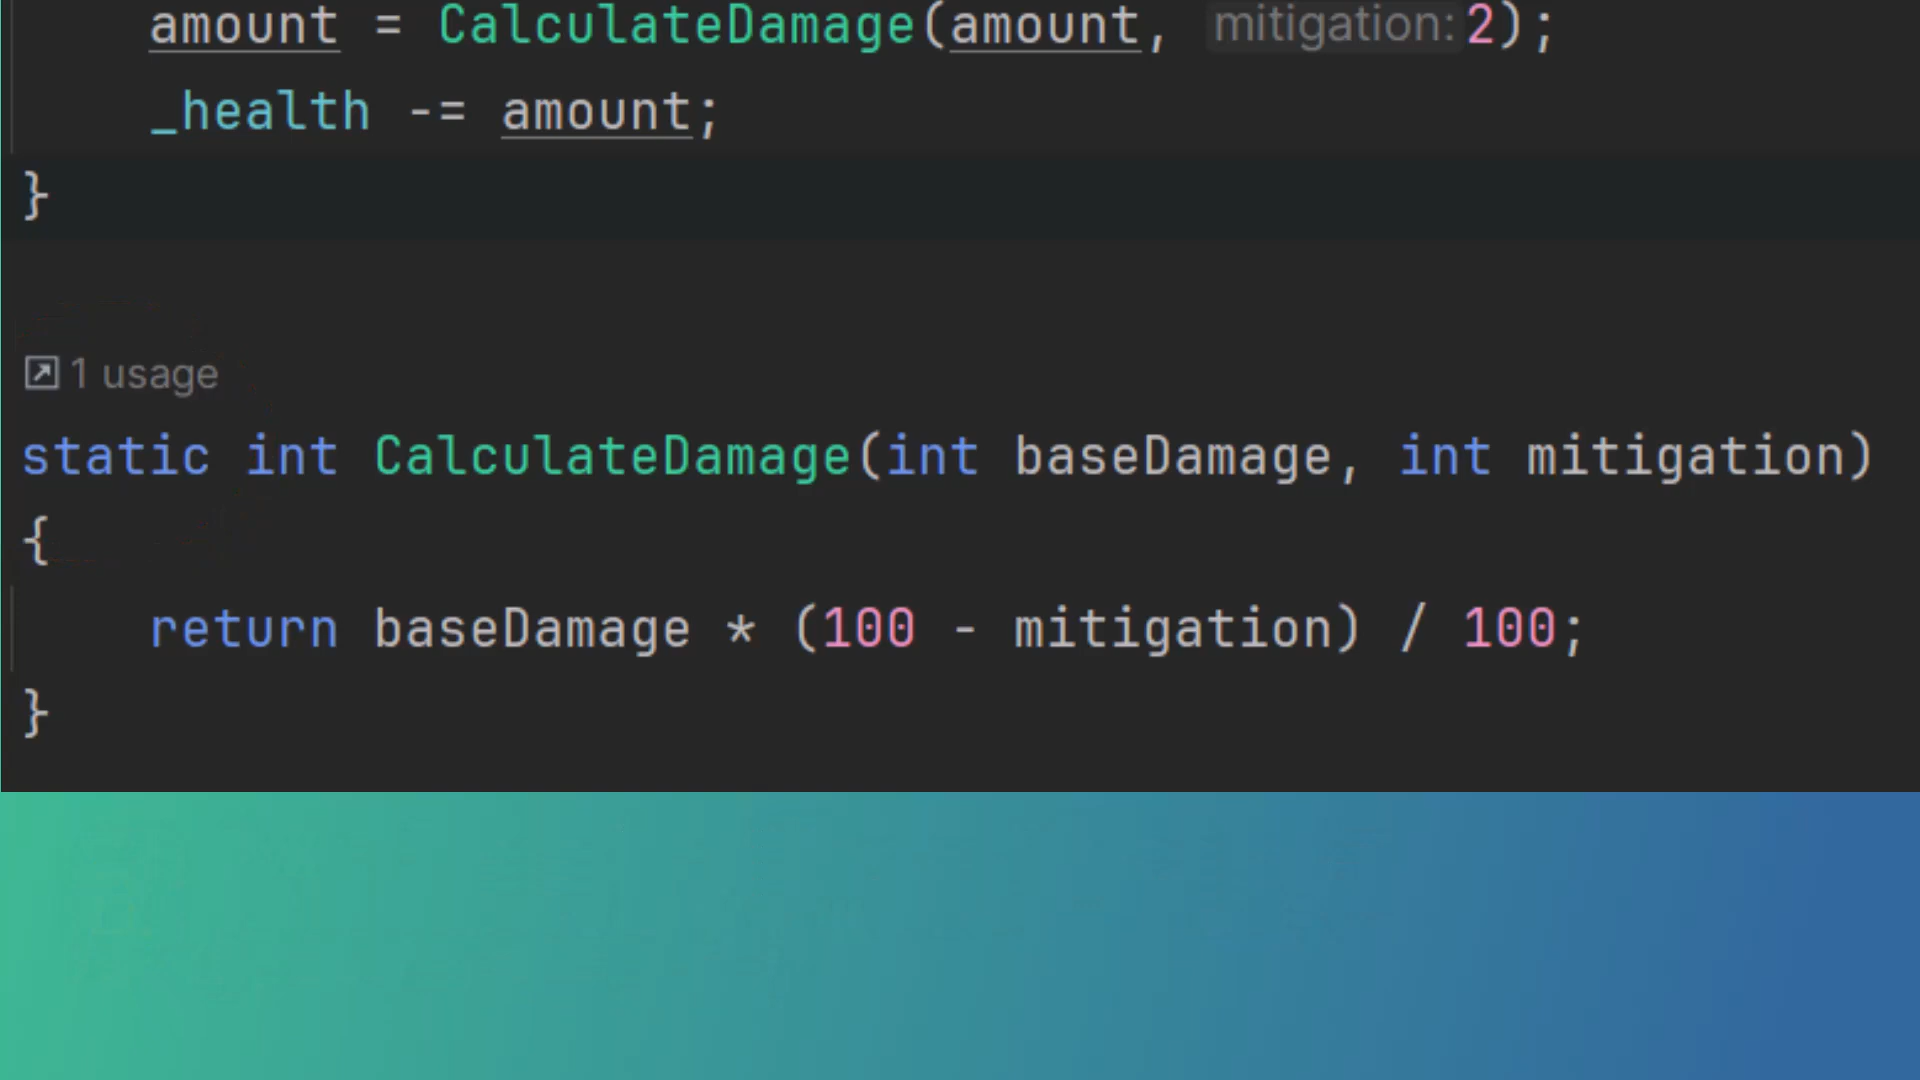 amount = CalculateDamage(amount, mitigation:2);
_health -= amount;
}
1 usage
static int CalculateDamage(int baseDamage, int mitigation)
{
return baseDamage * (100 - mitigation) / 100;
}